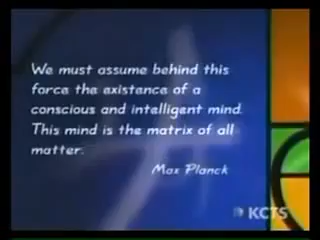 We must assume behind this
force the existence of a
conscious and intelligent mind.
This mind is the matrix of all
matter.
Max Planck
KCTS